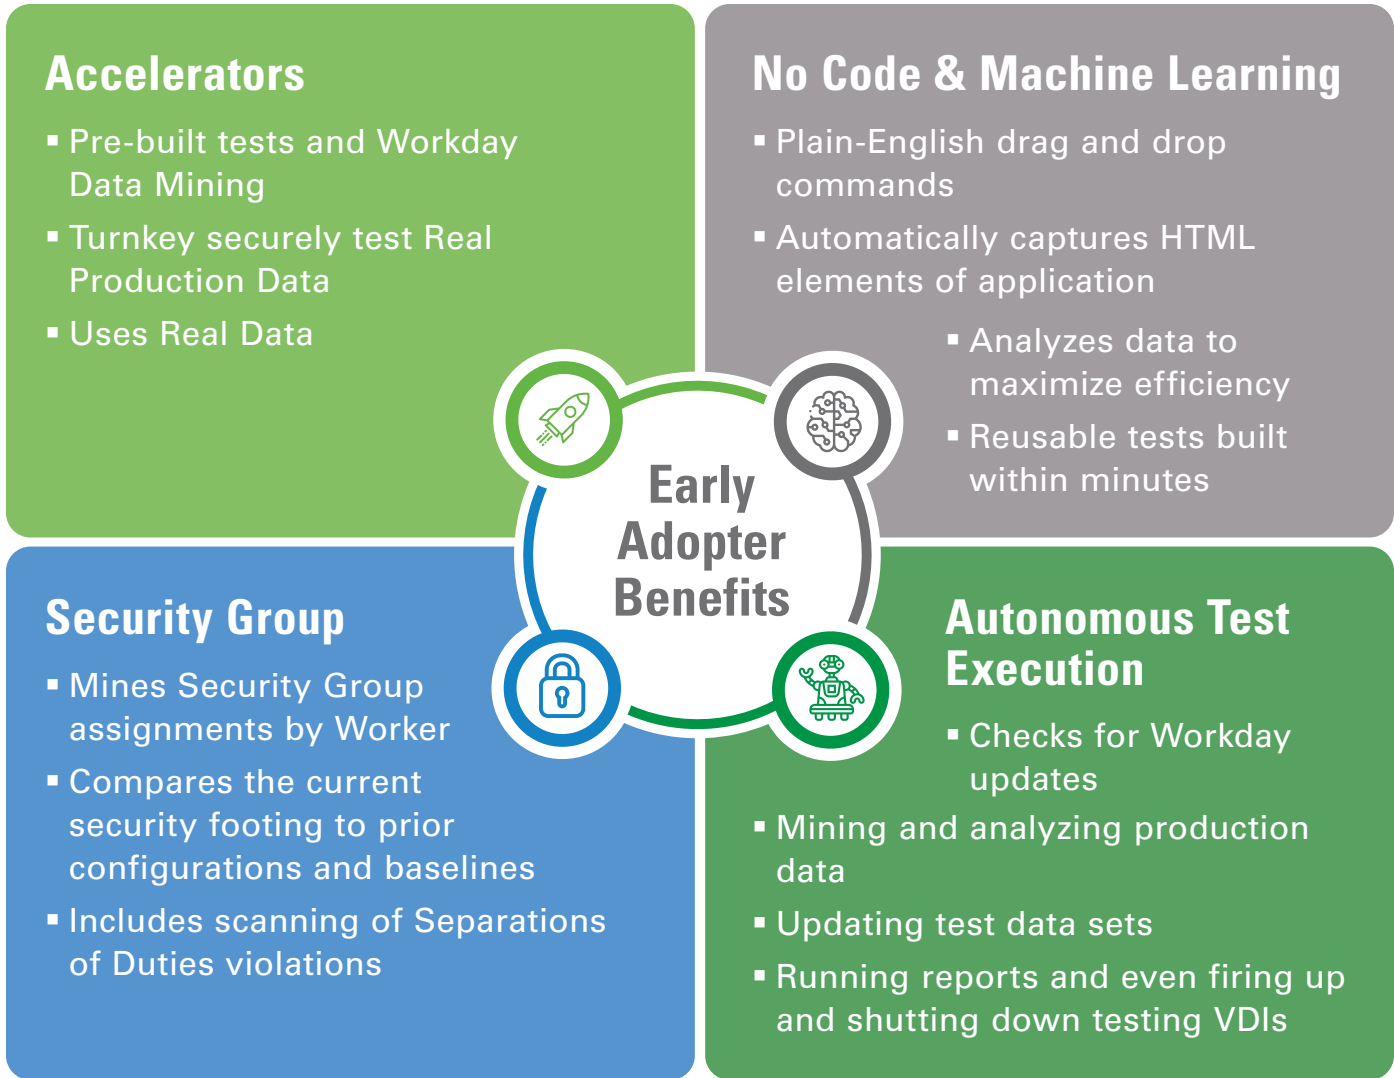 Accelerators
▪ Pre-built tests and Workday
Data Mining
▪ Turnkey securely test Real
Production Data
▪ Uses Real Data
No Code & Machine Learning
▪ Plain-English drag and drop
commands
▪ Automatically captures HTML
elements of application
▪ Analyzes data to
maximize efficiency
▪ Reusable tests built
within minutes
Early
Adopter
Benefits
Security Group
▪ Mines Security Group
assignments by Worker
▪ Compares the current
security footing to prior
configurations and baselines
▪ Includes scanning of Separations
of Duties violations
Autonomous Test
Execution
▪ Checks for Workday
updates
▪ Mining and analyzing production
data
▪ Updating test data sets
▪ Running reports and even firing up
and shutting down testing VDIs